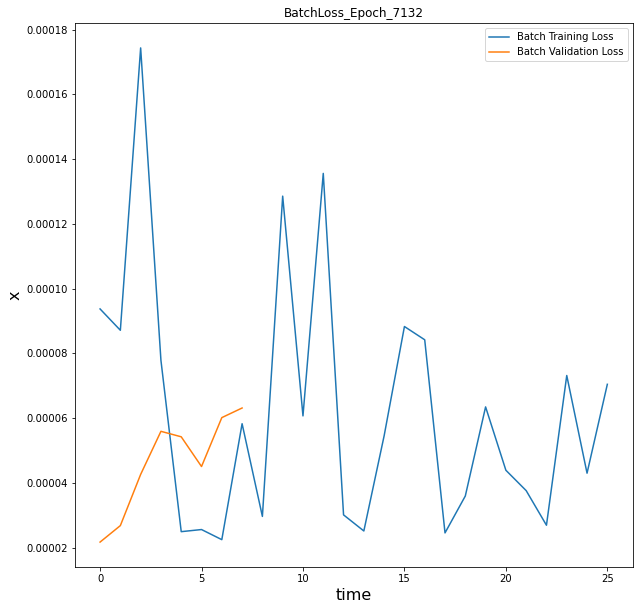 BatchLoss_Epoch_7132
Batch Training Loss
Batch Validation Loss
0.00018
0.00016
0.00014
0.00012
0.00010
0.00008
0.00006
0.00004
0.00002
x
0 5 10 15 20 25
time